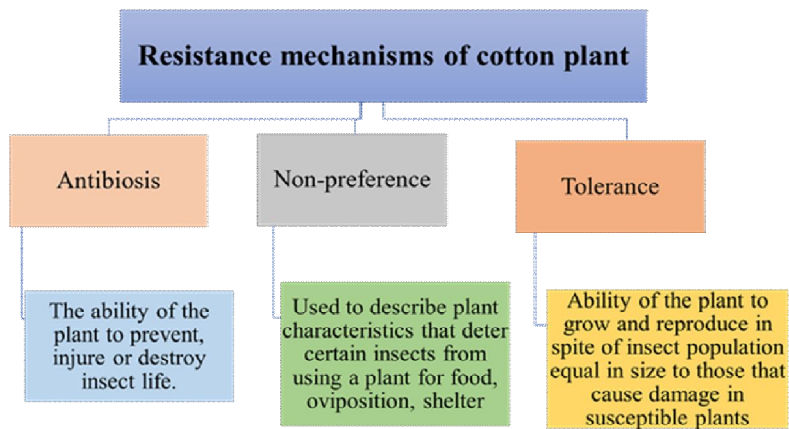 Resistance mechanisms of cotton plant
Antibiosis
Non-preference
Tolerance
The ability of the
plant to prevent,
injure or destroy
insect life.
Used to describe plant
characteristics that deter
certain insects from
using a plant for food,
oviposition, shelter
Ability of the plant to
grow and reproduce in
spite of insect population
equal in size to those that
cause damage in
susceptible plants